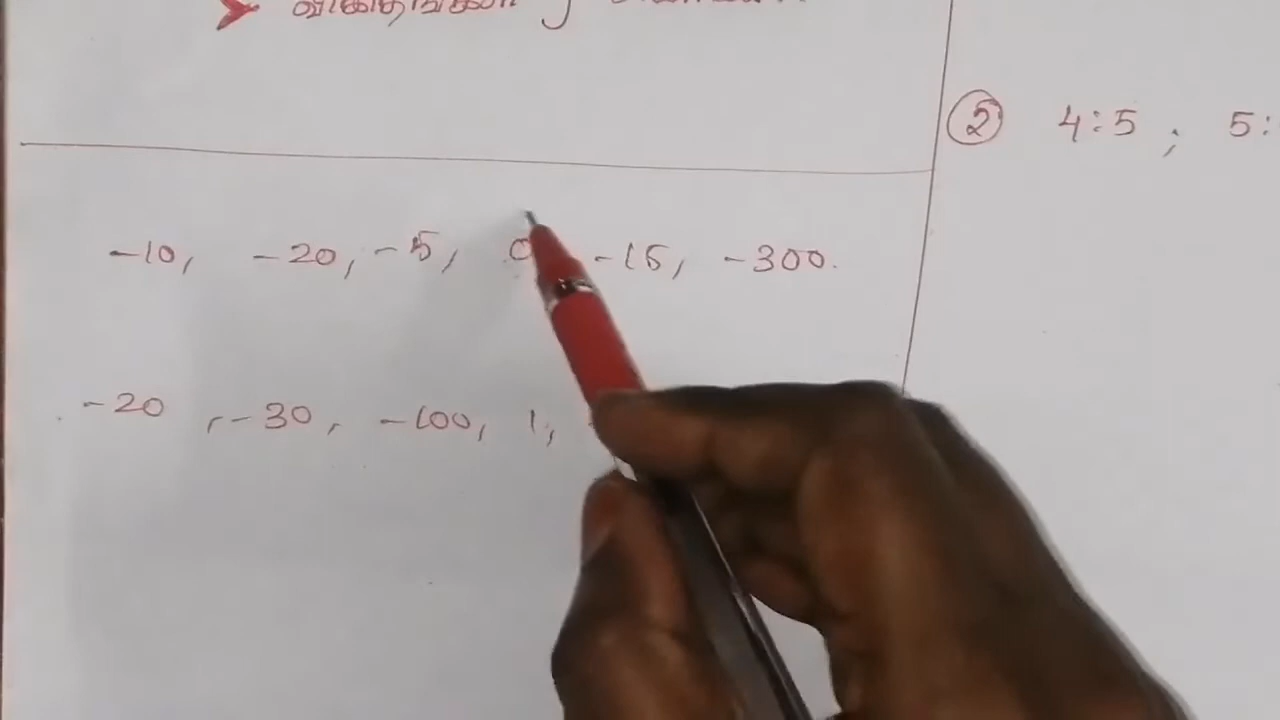 ② 4:5 ; 5:
-10, -20, -5, 0 -15, -300.
-20, -30, -100, 1,